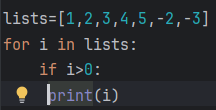 lists=[1,2,3,4,5,-2,-3]
for i in lists:
    if i>0:
     print(i)